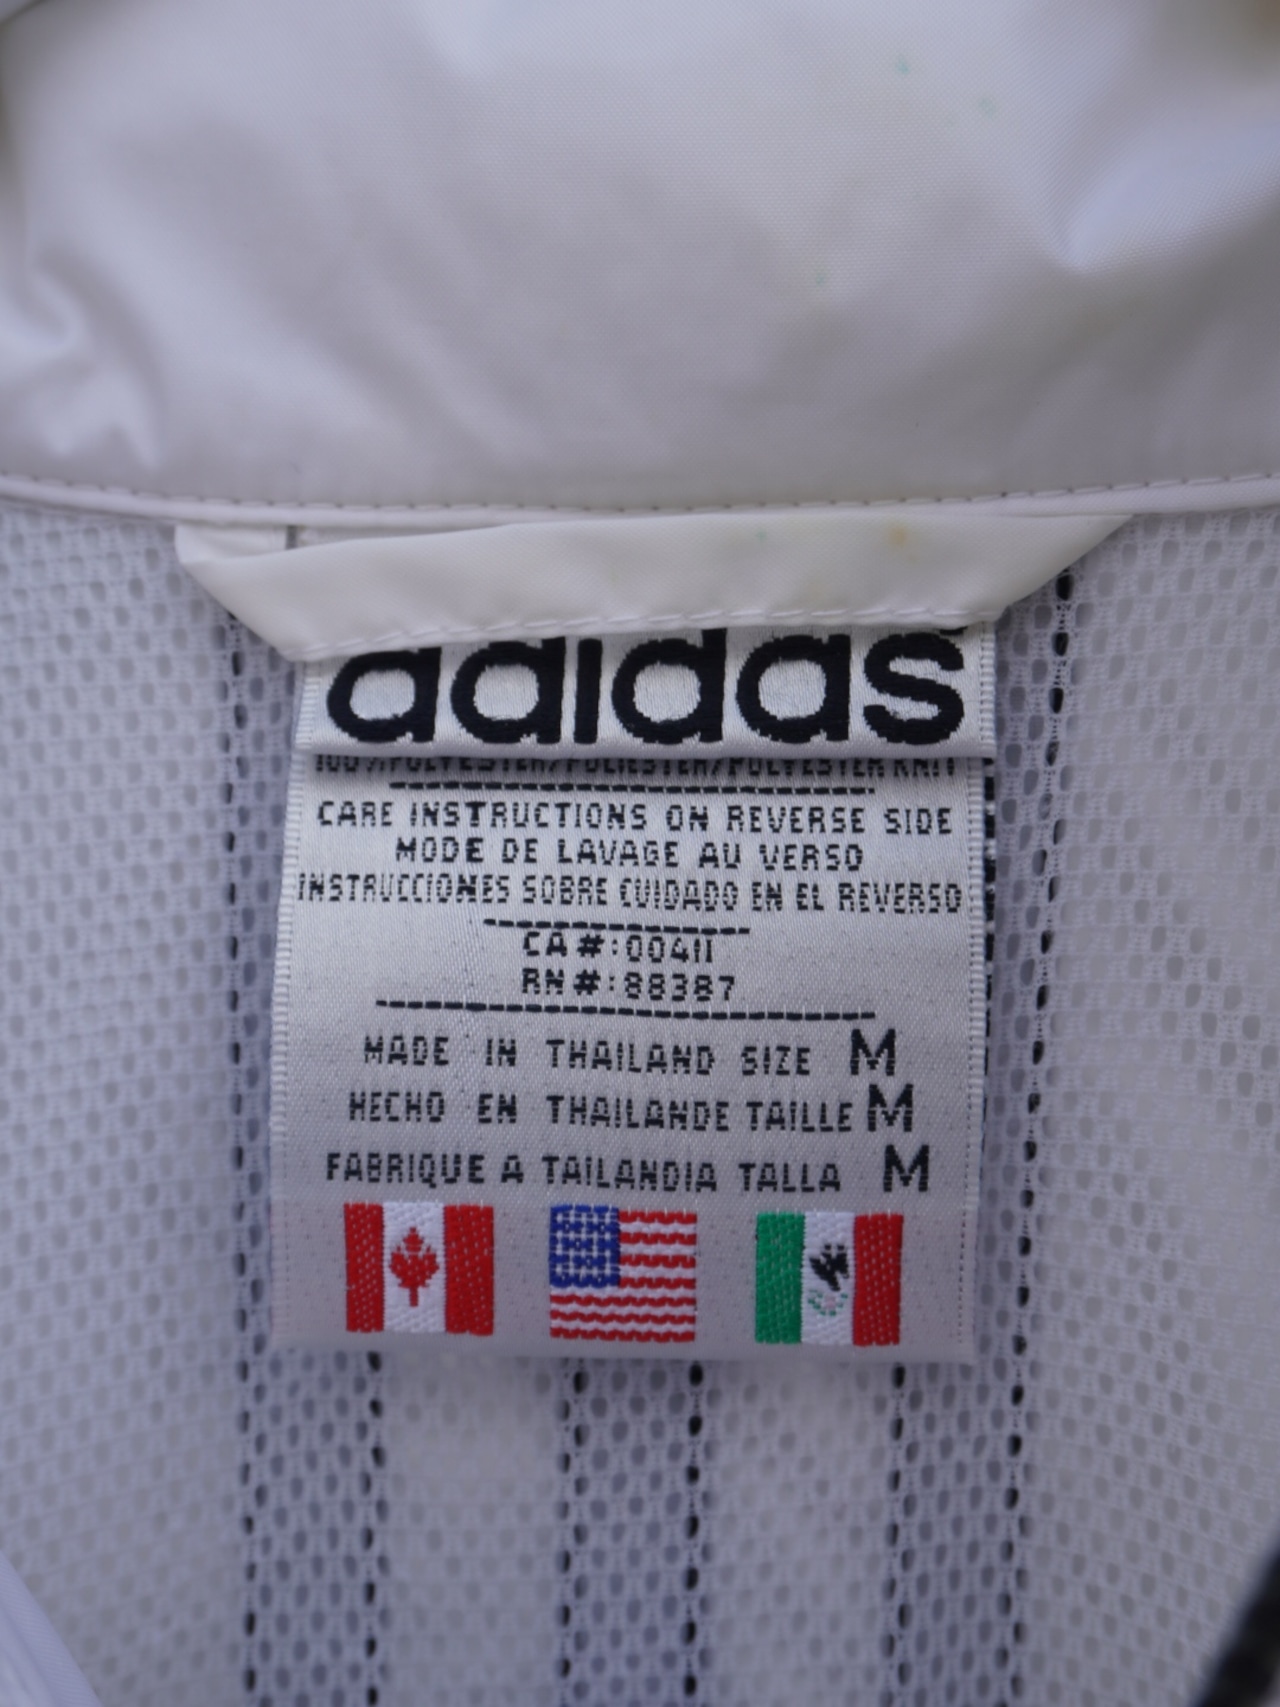 adidas
100%POLYESTER/POLIESTER/POLYESTER KNIT
CARE INSTRUCTIONS ON REVERSE SIDE
MODE DE LAVAGE AU VERSO
INSTRUCCIONES SOBRE CUIDADO EN EL REVERSO
CA#:00411
RN#:88387
MADE IN THAILAND SIZE M
HECHO EN THAILANDE TAILLE M
FABRIQUE A TAILANDIA TALLA M